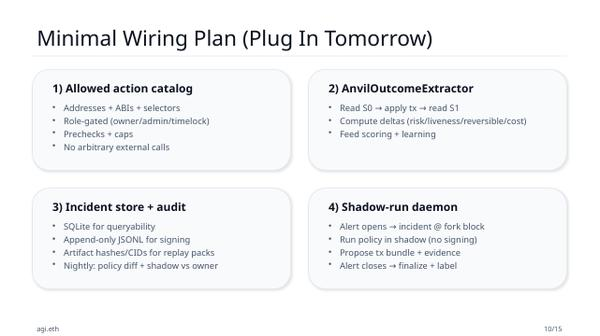 Minimal Wiring Plan (Plug In Tomorrow)
1) Allowed action catalog
• Addresses + ABIs + selectors
• Role-gated (owner/admin/timelock)
• Prechecks + caps
• No arbitrary external calls
2) AnvilOutcomeExtractor
• Read S0 → apply tx → read S1
• Compute deltas (risk/liveness/reversible/cost)
• Feed scoring + learning
3) Incident store + audit
• SQLite for queryability
• Append-only JSONL for signing
• Artifact hashes/CIDs for replay packs
• Nightly: policy diff + shadow vs owner
4) Shadow-run daemon
• Alert opens → incident @ fork block
• Run policy in shadow (no signing)
• Propose tx bundle + evidence
• Alert closes → finalize + label
agi.eth
10/15